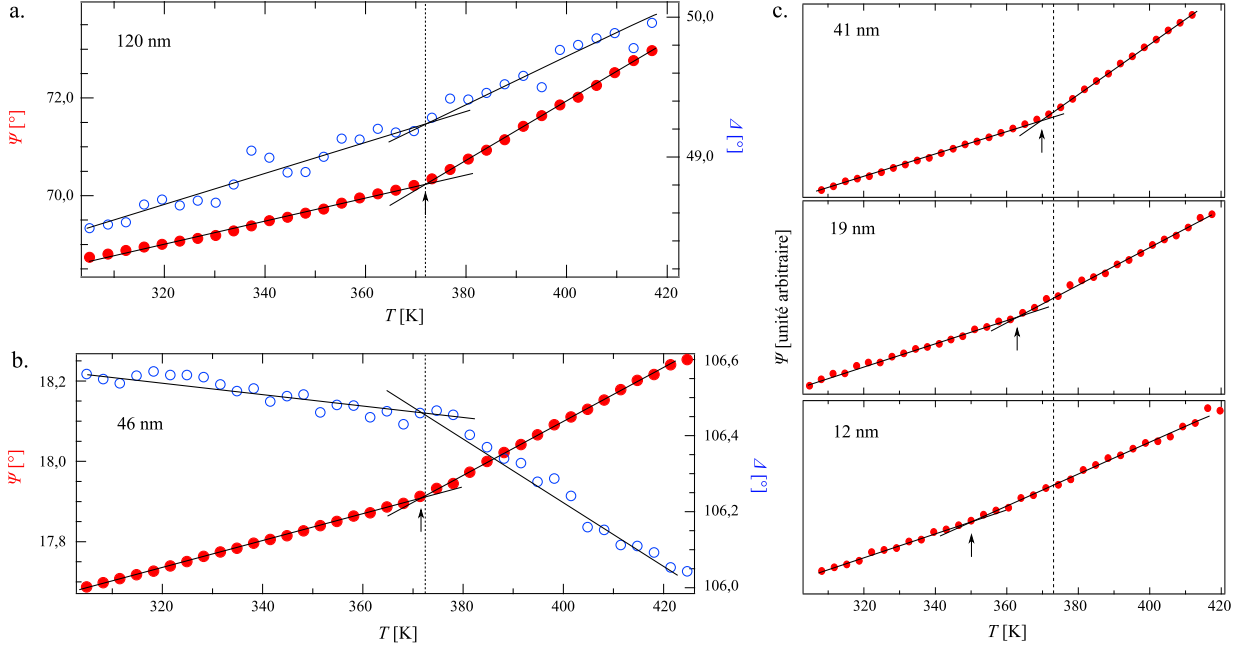 a.
120 nm
72,0
70,0
Ψ [°]
50,0
49,0
Δ [°]
320
340
360
380
400
420
T [K]
b.
46 nm
18,2
18,0
17,8
Ψ [°]
106,6
106,4
106,2
106,0
Δ [°]
320
340
360
380
400
420
T [K]
c.
41 nm
19 nm
12 nm
Ψ [unité arbitraire]
320
340
360
380
400
420
T [K]